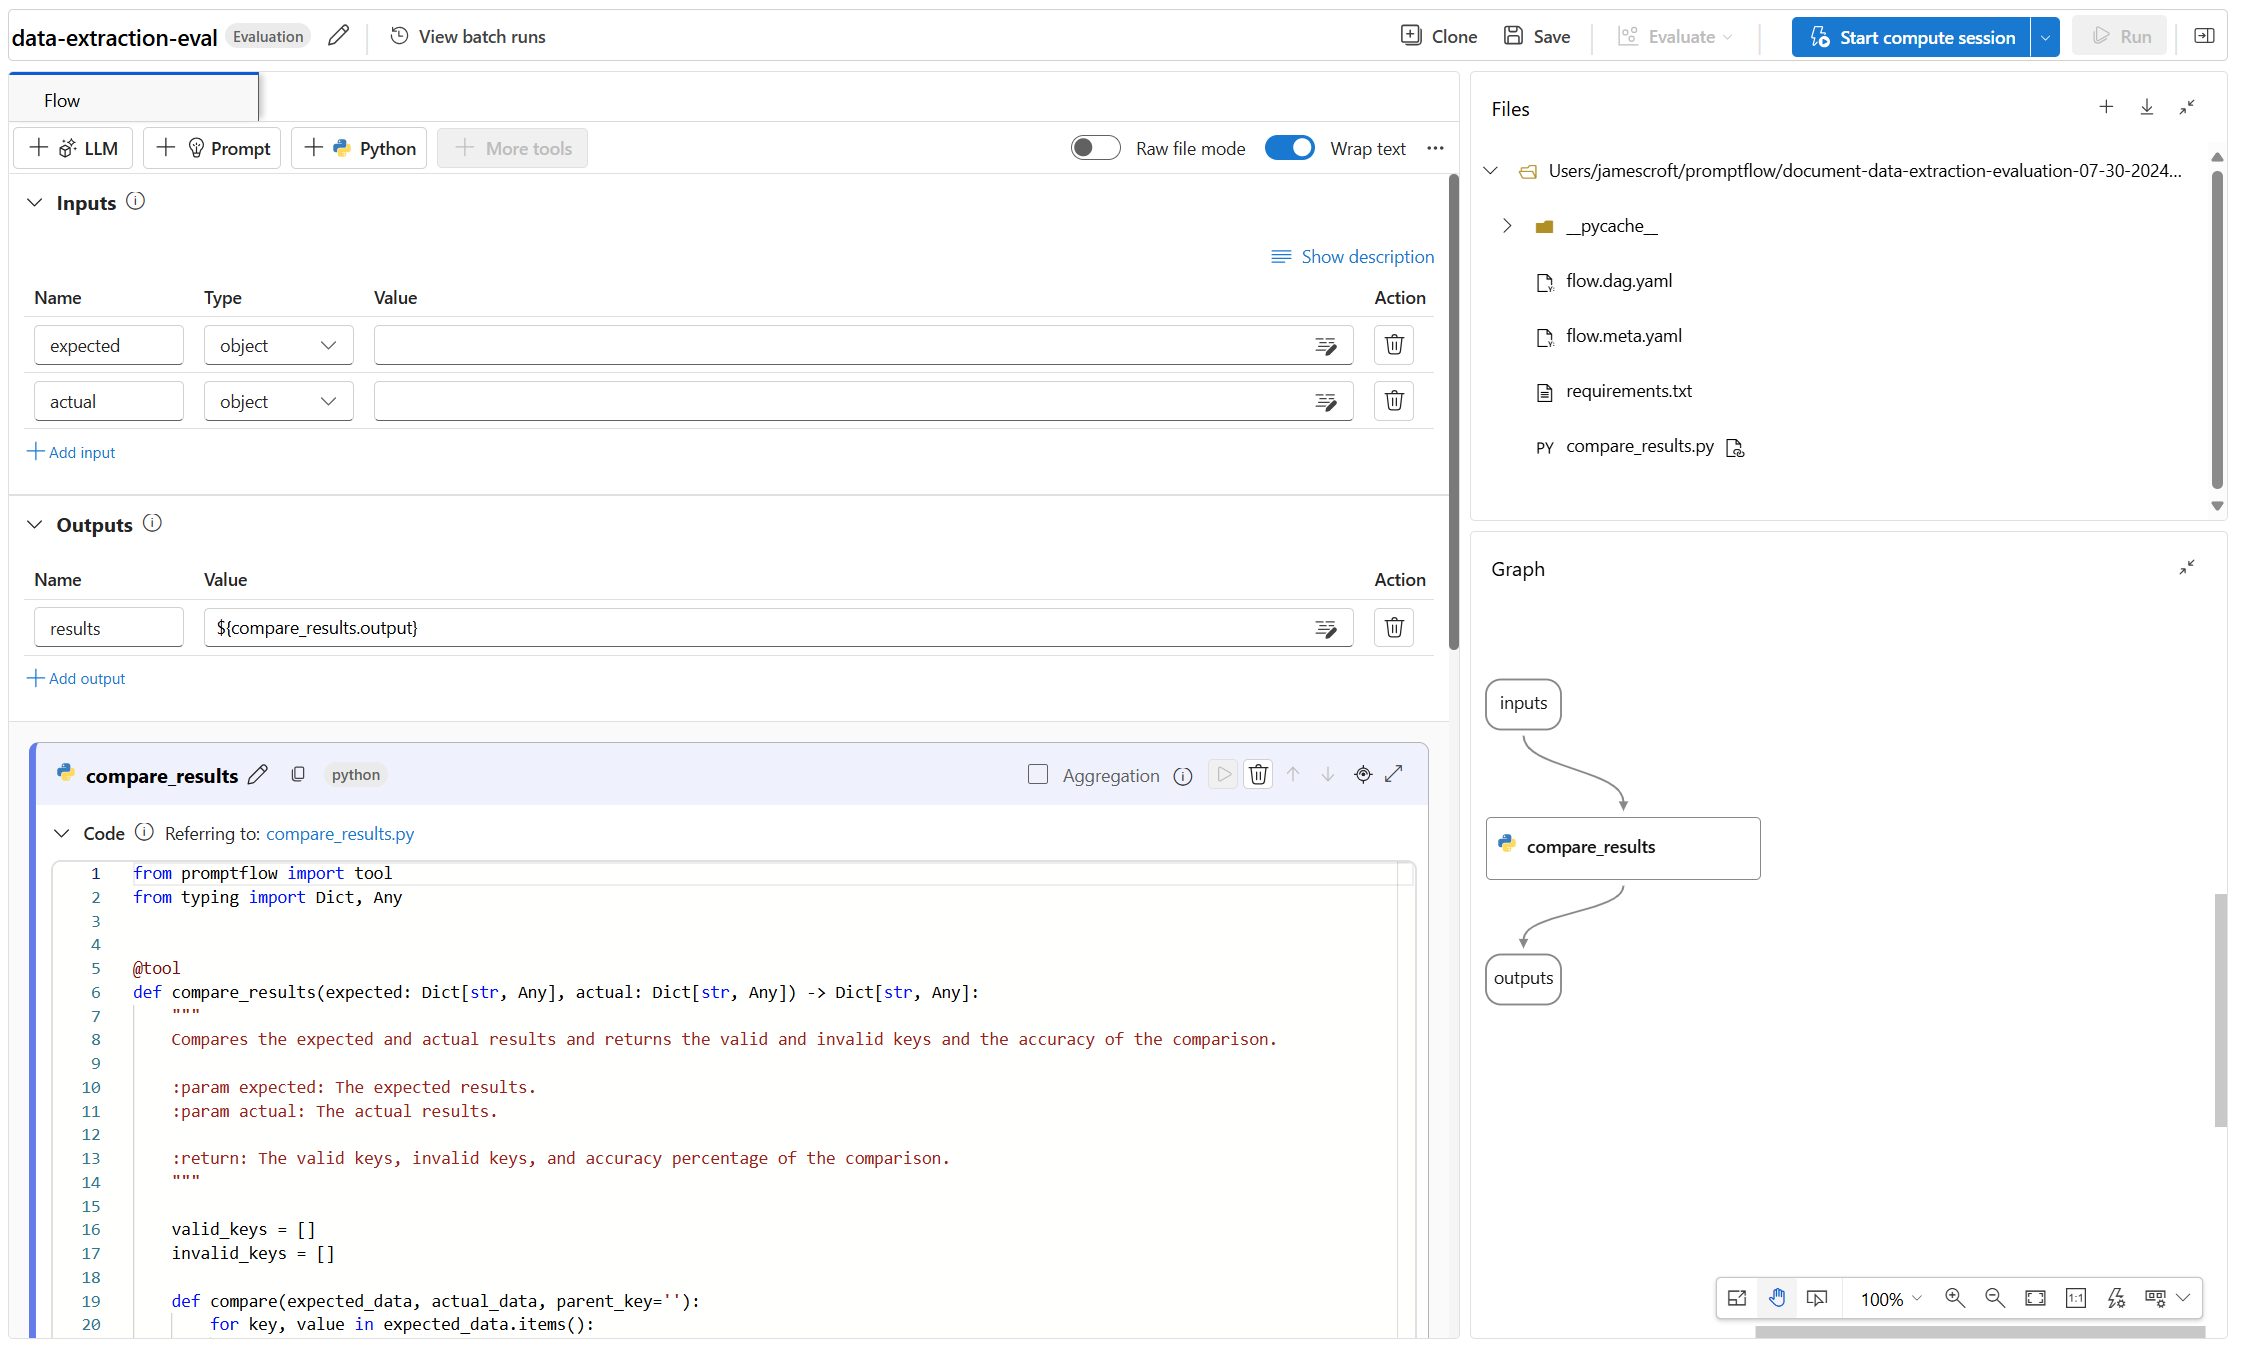 data-extraction-eval Evaluation View batch runs Clone Save Evaluate Start compute session Run
Flow
LLM Prompt Python More tools Raw file mode Wrap text ...
Inputs
Show description
Name Type Value Action
expected object
actual object
Add input
Outputs
Name Value Action
results ${compare_results.output}
Add output
compare_results python Aggregation
Code Referring to: compare_results.py
1 from promptflow import tool
2 from typing import Dict, Any
3
4
5 @tool
6 def compare_results(expected: Dict[str, Any], actual: Dict[str, Any]) -> Dict[str, Any]:
7 """
8 Compares the expected and actual results and returns the valid and invalid keys and the accuracy of the comparison.
9
10 :param expected: The expected results.
11 :param actual: The actual results.
12
13 :return: The valid keys, invalid keys, and accuracy percentage of the comparison.
14 """
15
16 valid_keys = []
17 invalid_keys = []
18
19 def compare(expected_data, actual_data, parent_key=''):
20 for key, value in expected_data.items():
Files
Users/jamescroft/promptflow/document-data-extraction-evaluation-07-30-2024...
__pycache__
flow.dag.yaml
flow.meta.yaml
requirements.txt
PY compare_results.py
Graph
inputs
compare_results
outputs
100% 1:1